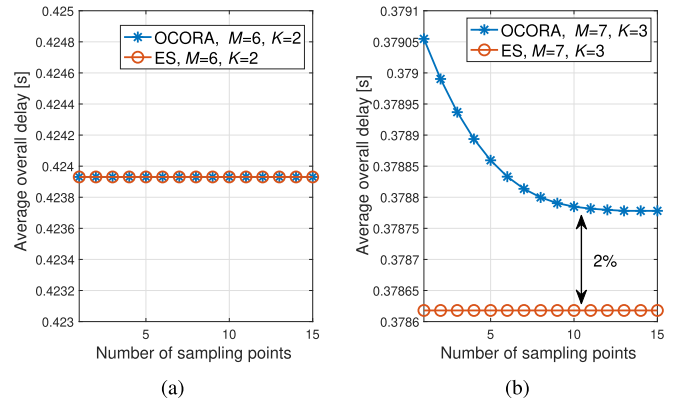 0.425
0.4248
0.4246
0.4244
0.4242
0.424
0.4238
0.4236
0.4234
0.4232
0.423
Average overall delay [s]
OCORA, M=6, K=2
ES, M=6, K=2
5
10
15
Number of sampling points
(a)
0.3791
0.37905
0.379
0.37895
0.3789
0.37885
0.3788
0.37875
0.3787
0.37865
0.3786
Average overall delay [s]
OCORA, M=7, K=3
ES, M=7, K=3
2%
5
10
15
Number of sampling points
(b)